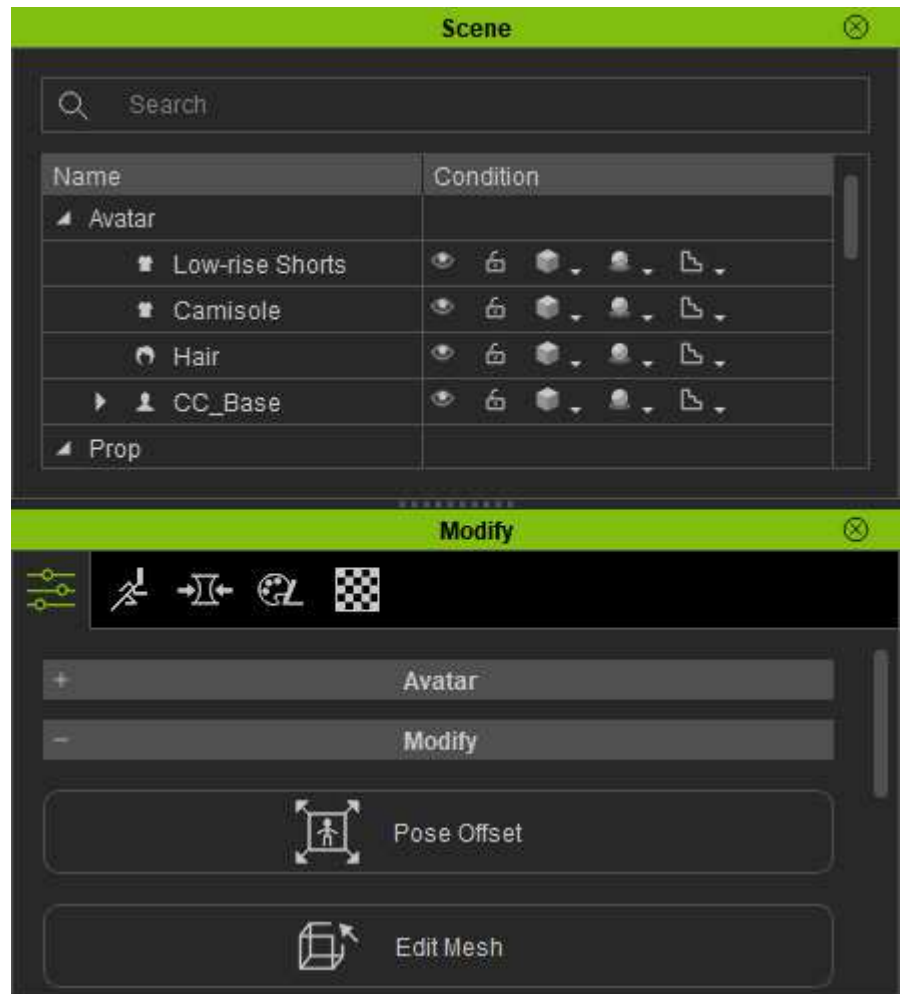 Scene
Search
Name Condition
Avatar
Low-rise Shorts
Camisole
Hair
CC_Base
Prop
Modify
Avatar
Modify
Pose Offset
Edit Mesh